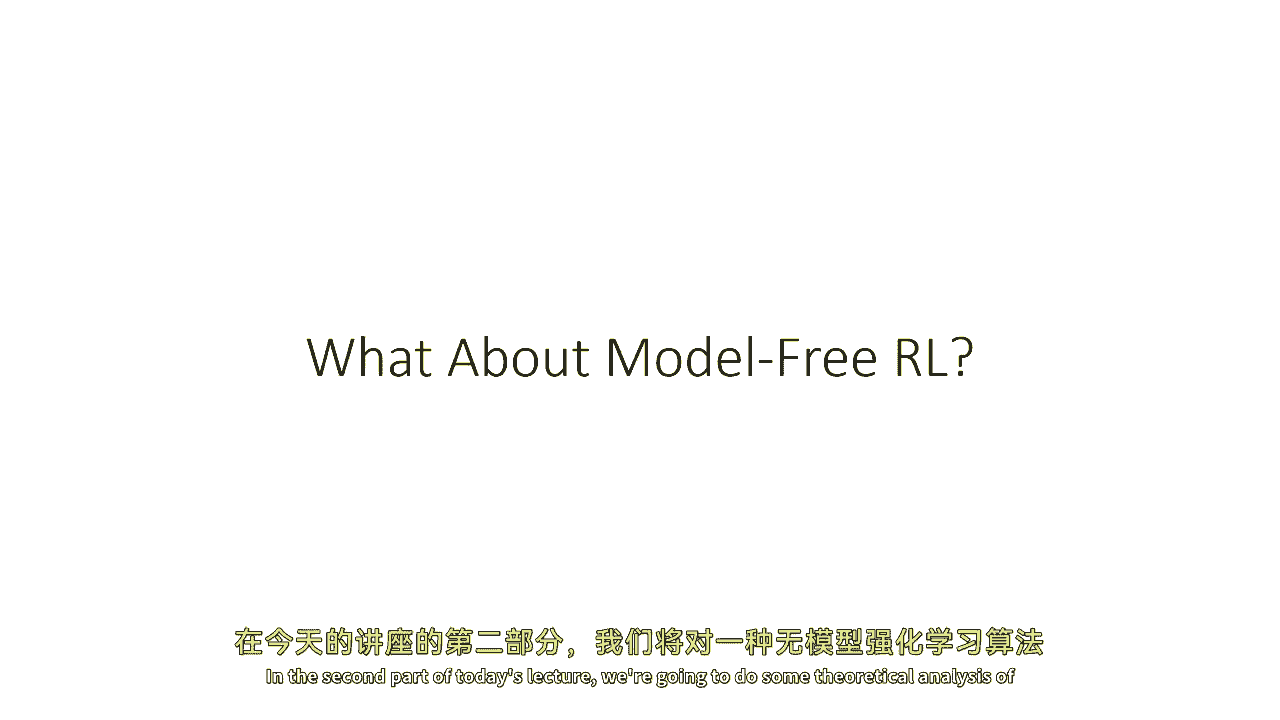 What About Model-Free RL?
在今天的讲座的第二部分，我们将对一种无模型强化学习算法
In the second part of today's lecture, we're going to do some theoretical analysis of